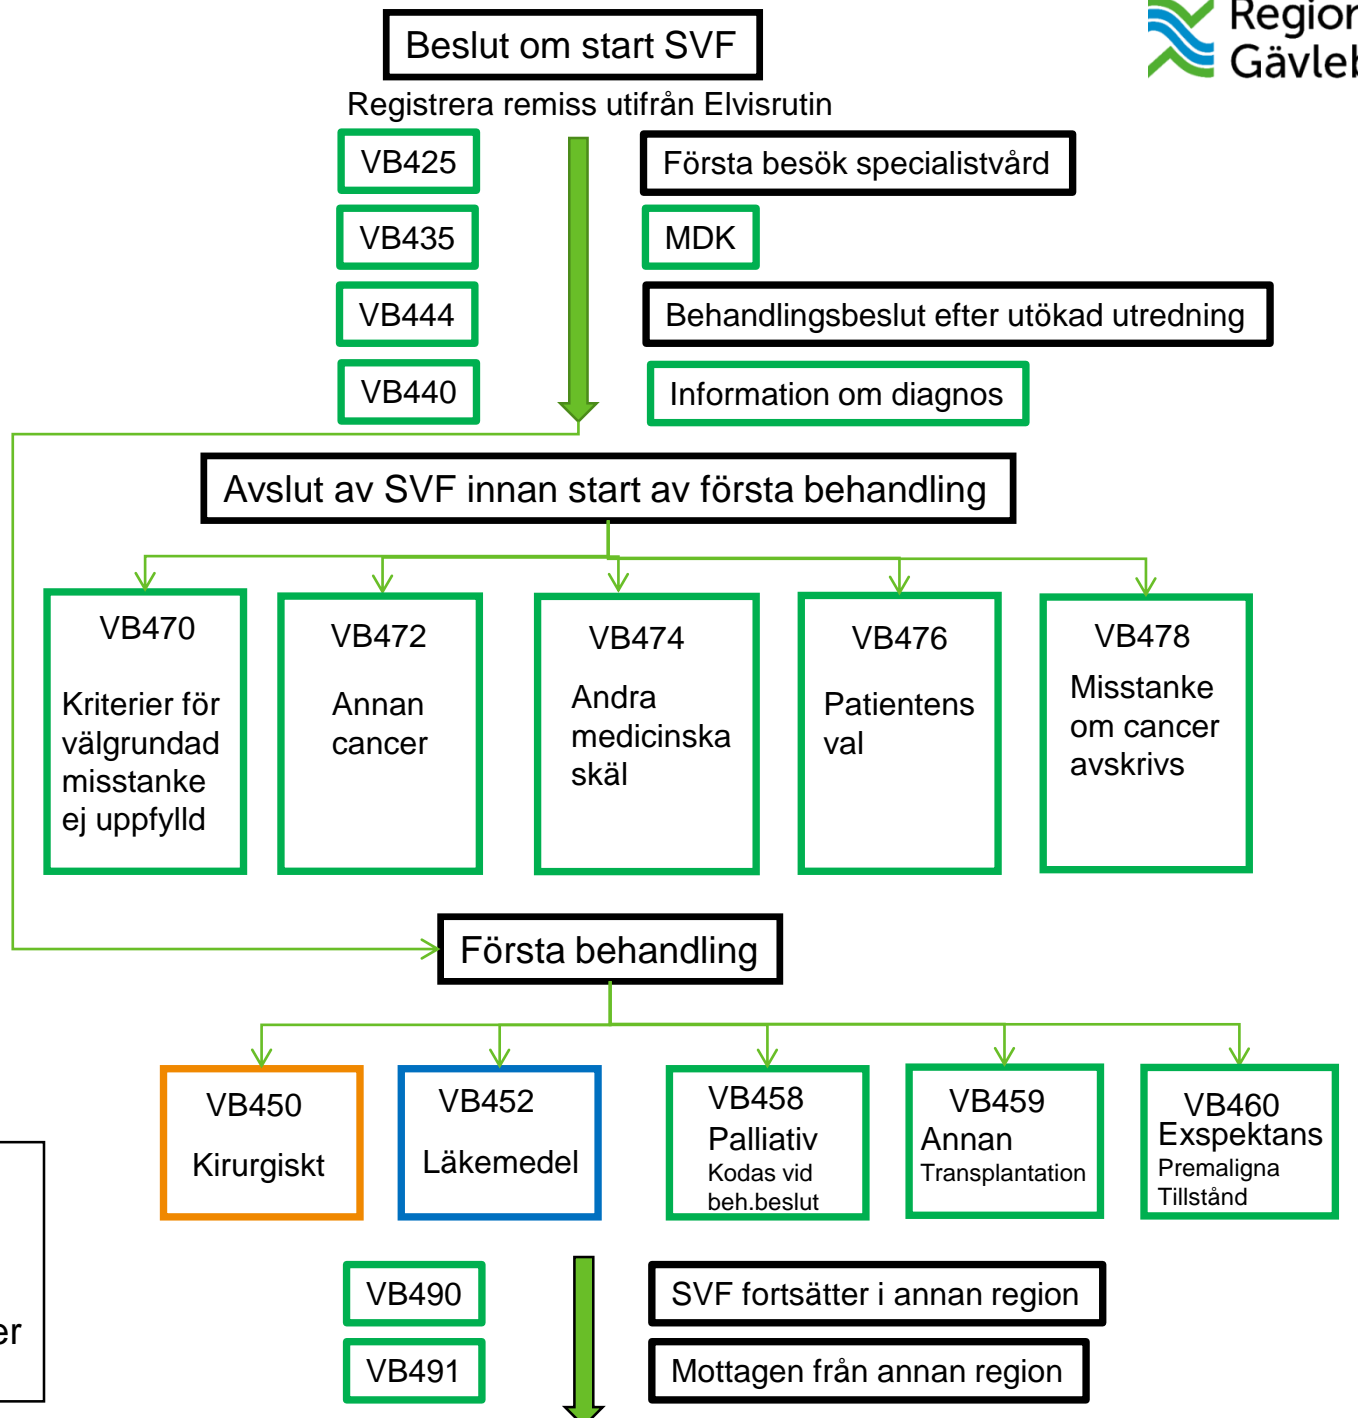 Beslut om start SVF
Region
Registrera remiss utifrån Elvisrutin
VB425
Första besök specialistvård
VB435
MDK
VB444
Behandlingsbeslut efter utökad utredning
VB440
Information om diagnos
Avslut av SVF innan start av första behandling
VB470
Kriterier för
välgrundad
misstanke
ej uppfylld
VB472
Annan
cancer
VB474
Andra
medicinska
skäl
VB476
Patientens
val
VB478
Misstanke
om cancer
avskrivs
Första behandling
VB450
Kirurgiskt
VB452
Läkemedel
VB458
Palliativ
Kodas vid
beh.beslut
VB459
Annan
Transplantation
VB460
Exspektans
Premaligna
Tillstånd
VB490
SVF fortsätter i annan region
VB491
Mottagen från annan region